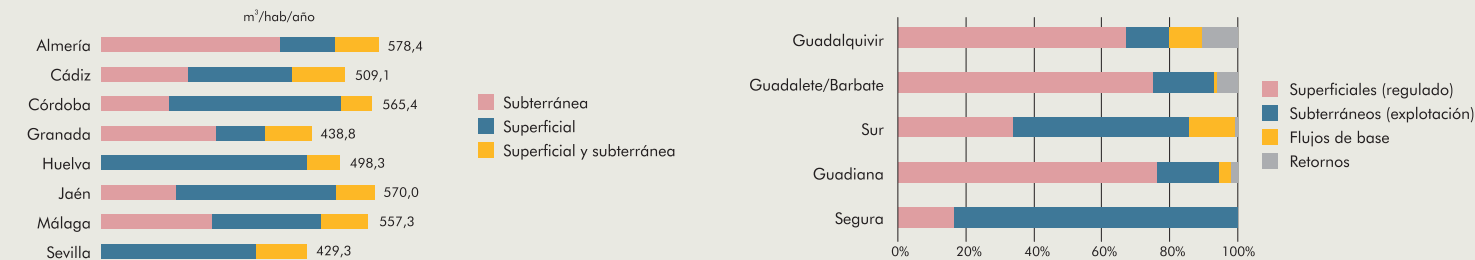 m³/hab/año
Almería 578,4
Cádiz 509,1
Córdoba 565,4
Granada 438,8
Huelva 498,3
Jaén 570,0
Málaga 557,3
Sevilla 429,3
Subterránea
Superficial
Superficial y subterránea
Guadalquivir
Guadalete/Barbate
Sur
Guadiana
Segura
0% 20% 40% 60% 80% 100%
Superficiales (regulado)
Subterráneos (explotación)
Flujos de base
Retornos